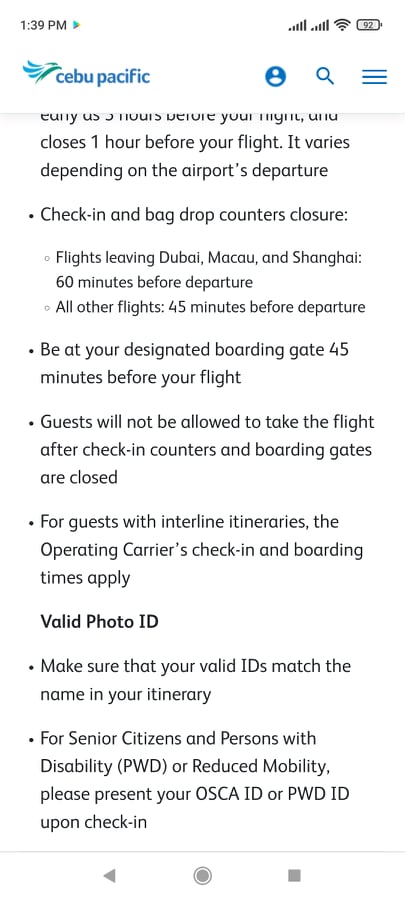 1:39 PM
92
cebu pacific
early as 3 hours before your flight, and
closes 1 hour before your flight. It varies
depending on the airport's departure
• Check-in and bag drop counters closure:
◦ Flights leaving Dubai, Macau, and Shanghai:
60 minutes before departure
◦ All other flights: 45 minutes before departure
• Be at your designated boarding gate 45
minutes before your flight
• Guests will not be allowed to take the flight
after check-in counters and boarding gates
are closed
• For guests with interline itineraries, the
Operating Carrier's check-in and boarding
times apply
Valid Photo ID
• Make sure that your valid IDs match the
name in your itinerary
• For Senior Citizens and Persons with
Disability (PWD) or Reduced Mobility,
please present your OSCA ID or PWD ID
upon check-in